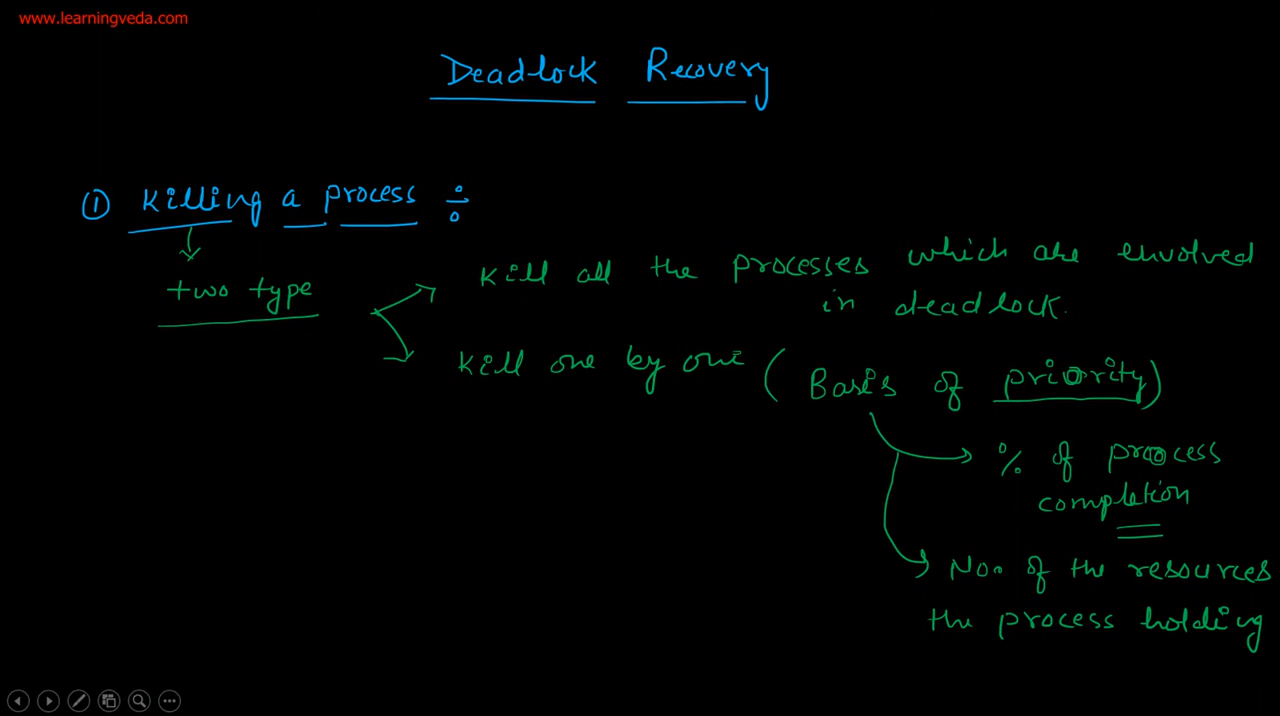 www.learningveda.com
Deadlock Recovery
① Killing a process ÷
two type
Kill all the processes which are envolved
in deadlock.
Kill one by one (Basis of priority)
% of process
completion
No. of the resources
the process holding